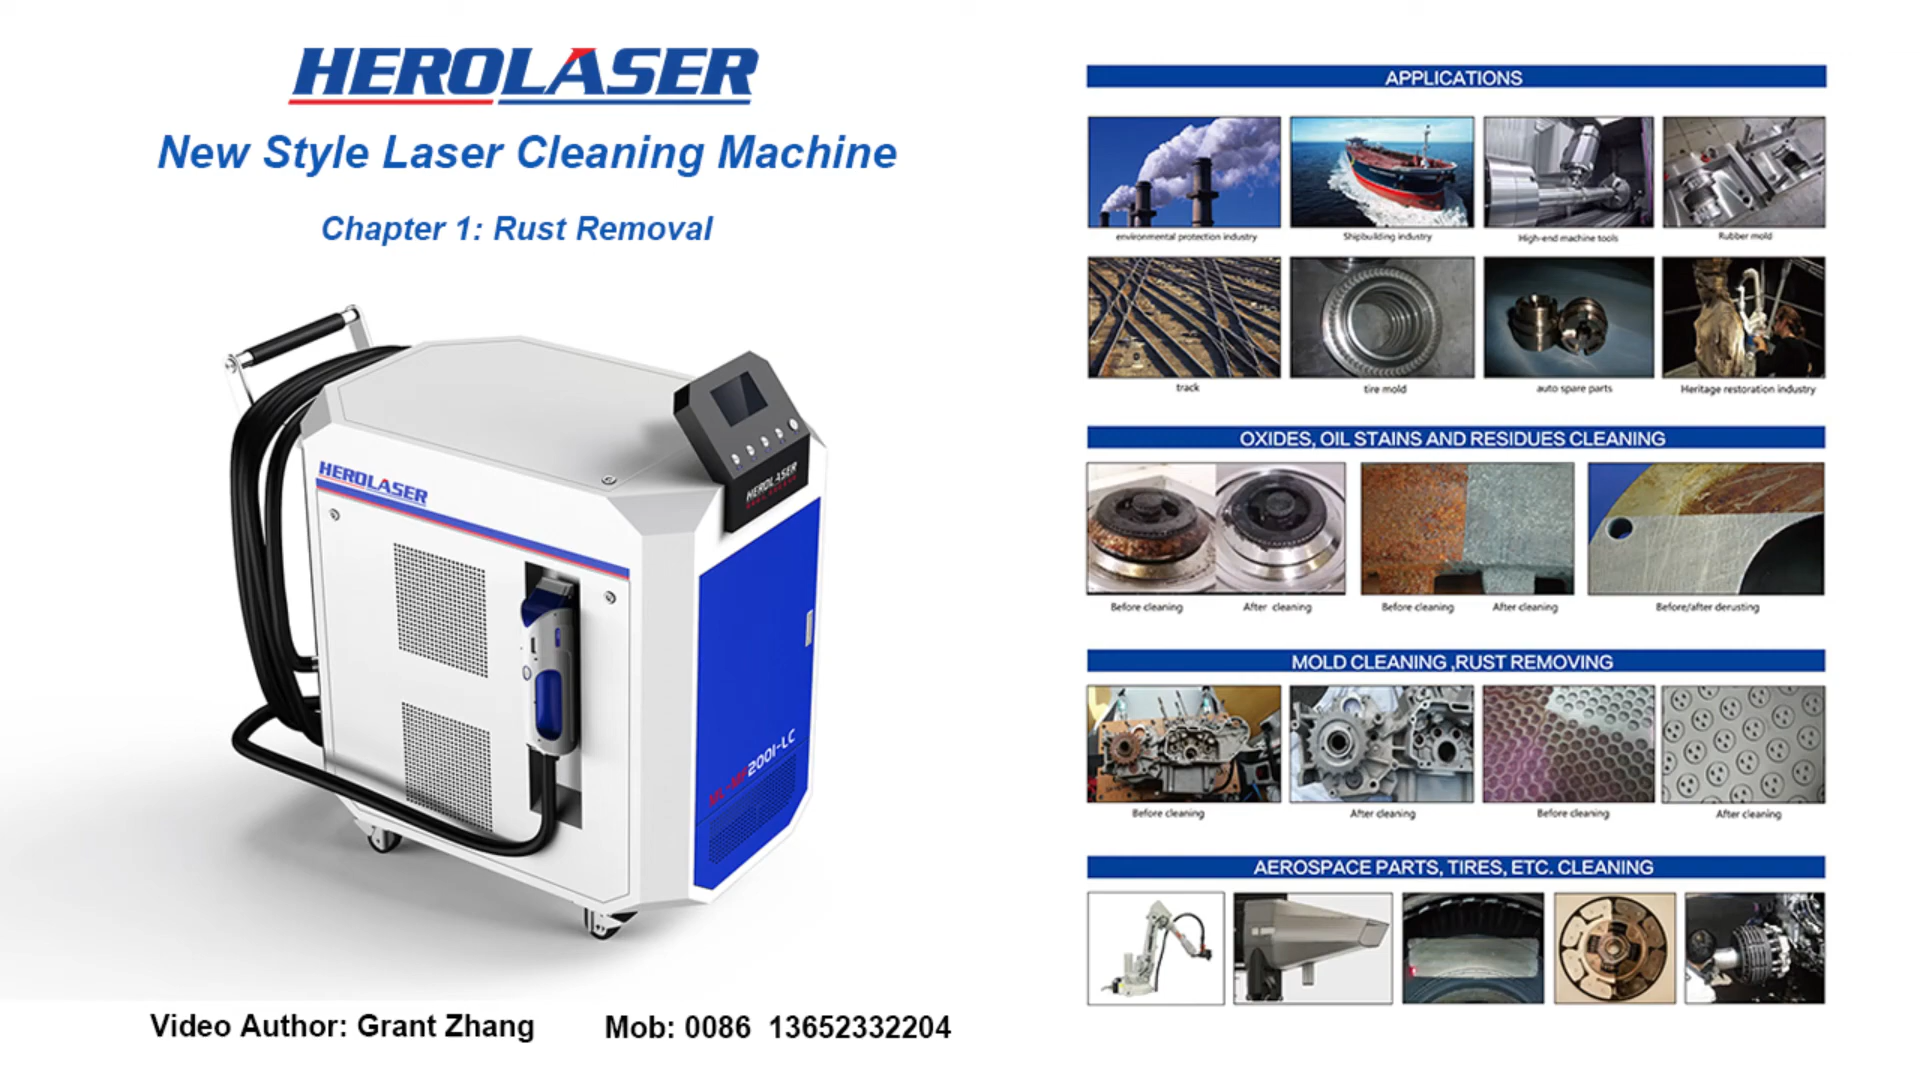 HEROLASER
New Style Laser Cleaning Machine
Chapter 1: Rust Removal
HEROLASER
HEROLASER
2001-LC
Video Author: Grant Zhang
Mob: 0086 13652332204
APPLICATIONS
environmental protection industry
Shipbuilding industry
High-end machine tools
Rubber mold
track
tire mold
auto spare parts
Heritage restoration industry
OXIDES, OIL STAINS AND RESIDUES CLEANING
Before cleaning
After cleaning
Before cleaning
After cleaning
Before/after derusting
MOLD CLEANING ,RUST REMOVING
Before cleaning
After cleaning
Before cleaning
After cleaning
AEROSPACE PARTS, TIRES, ETC. CLEANING